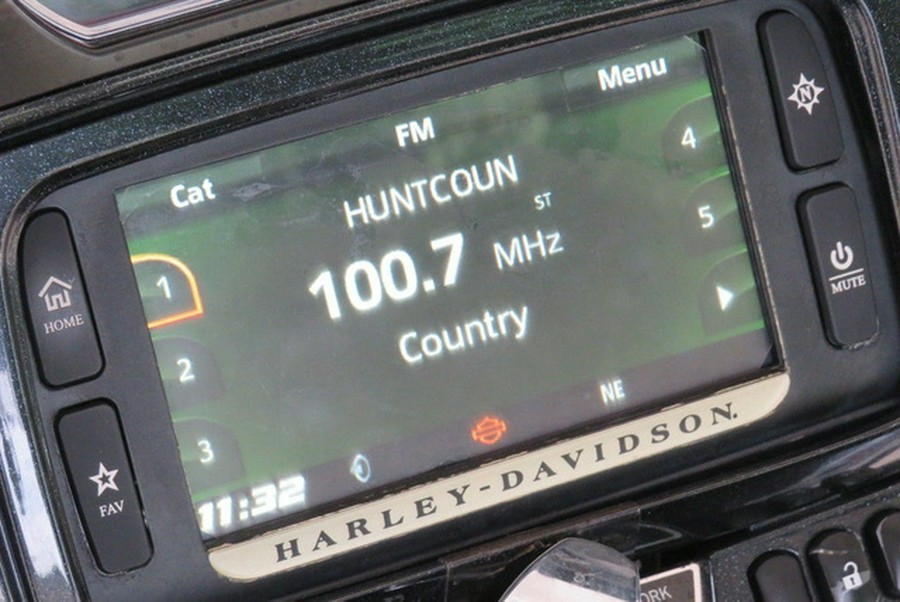 Menu
FM
Cat
HUNTCOUN
ST
100.7 MHz
Country
1
2
3
4
5
NE
11:32
HARLEY-DAVIDSON.
HOME
FAV
N
MUTE